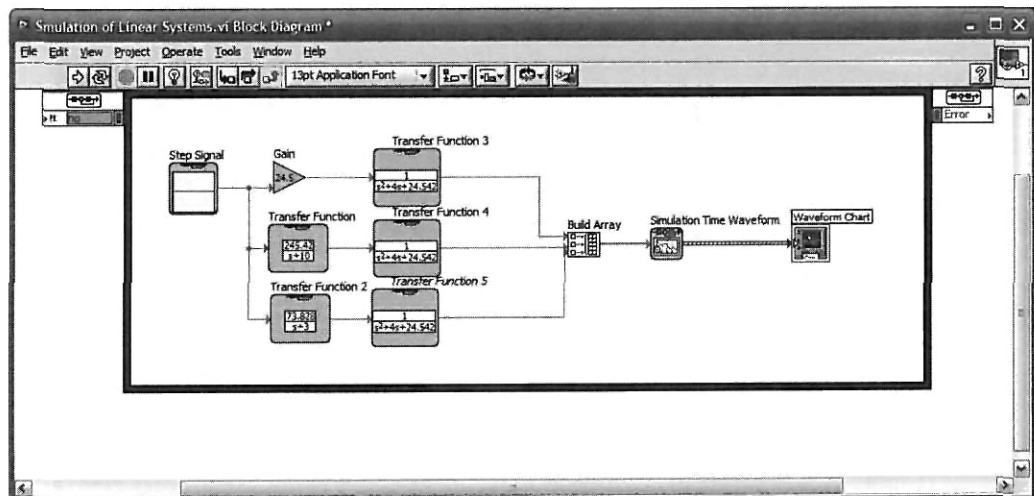 Smulation of Linear Systems.vi Block Diagram *
File Edit View Project Operate Tools Window Help
13pt Application Font
Error
Step Signal
Gain
24.5
Transfer Function 3
1
s²+4s+24.542
Transfer Function
245.42
s+10
Transfer Function 4
1
s²+4s+24.542
Transfer Function 2
73.626
s+3
Transfer Function 5
1
s²+4s+24.542
Build Array
Simulation Time Waveform
Waveform Chart